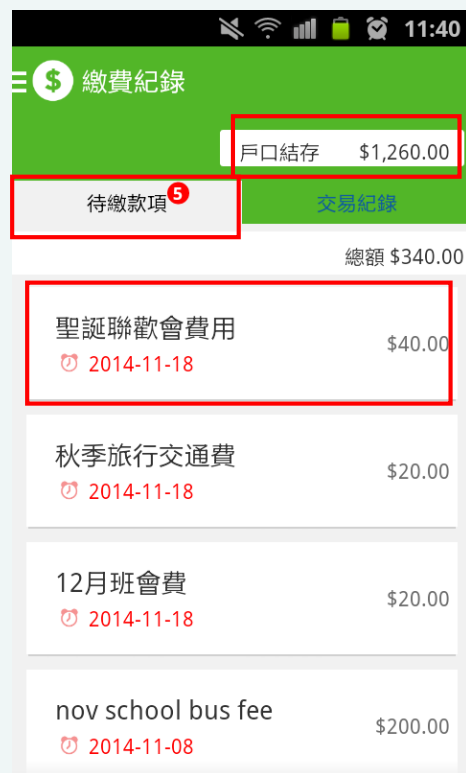 11:40
$ 繳費紀錄
戶口結存 $1,260.00
待繳款項 5 交易紀錄
總額 $340.00
聖誕聯歡會費用 $40.00
2014-11-18
秋季旅行交通費 $20.00
2014-11-18
12月班會費 $20.00
2014-11-18
nov school bus fee $200.00
2014-11-08